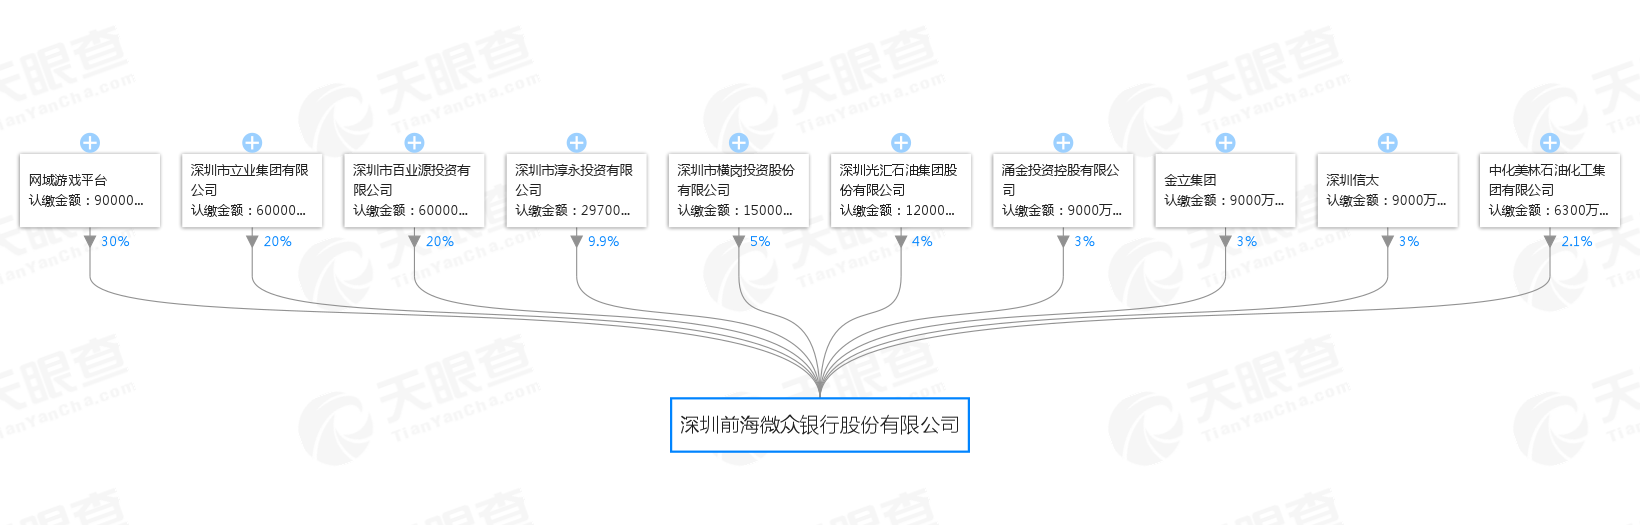 网域游戏平台
认缴金额：90000...
30%
深圳市立业集团有限
公司
认缴金额：60000...
20%
深圳市百业源投资有
限公司
认缴金额：60000...
20%
深圳市淳永投资有限
公司
认缴金额：29700...
9.9%
深圳市横岗投资股份
有限公司
认缴金额：15000...
5%
深圳光汇石油集团股
份有限公司
认缴金额：12000...
4%
涌金投资控股有限公
司
认缴金额：9000万...
3%
金立集团
认缴金额：9000万...
3%
深圳信太
认缴金额：9000万...
3%
中化美林石油化工集
团有限公司
认缴金额：6300万...
2.1%
深圳前海微众银行股份有限公司
天眼查
TianYanCha.com